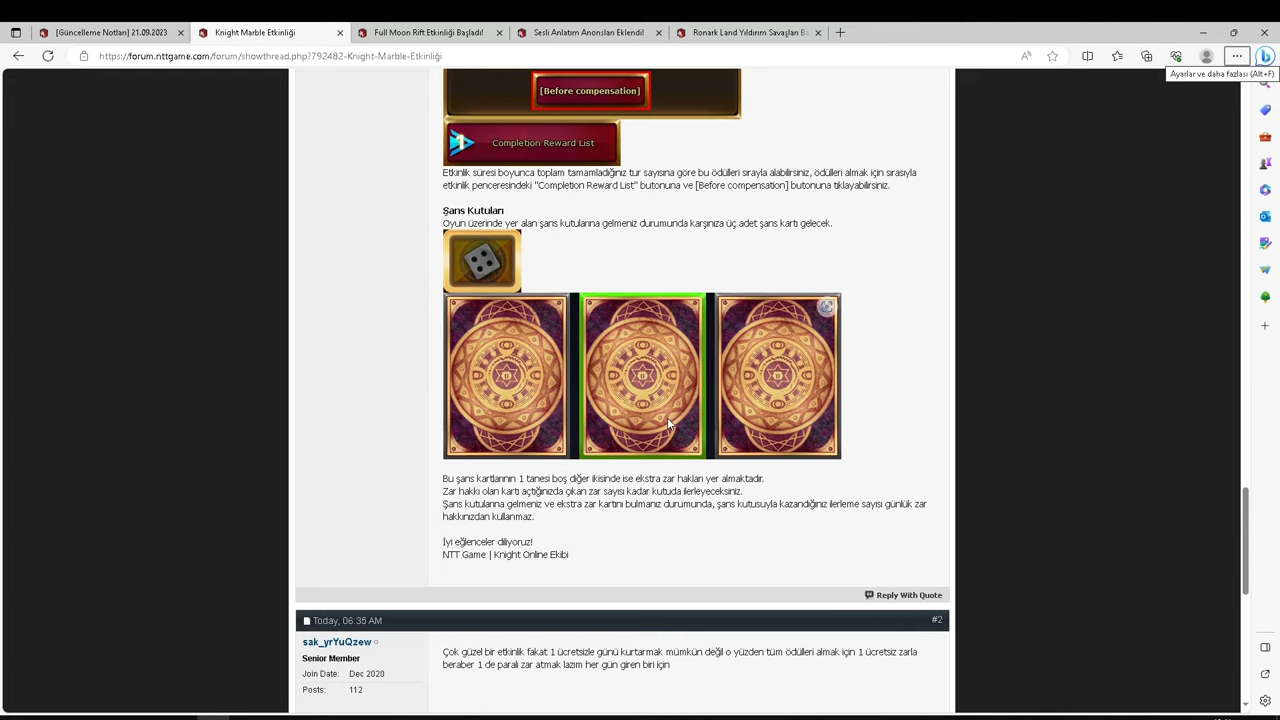 [Güncelleme Notları] 21.09.2023
Knight Marble Etkinliği
Full Moon Rift Etkinliği Başladı!
Sesli Anlatım Anonsları Eklendi!
Ronark Land Yıldırım Savaşları Ba
https://forum.nttgame.com/forum/showthread.php?792482-Knight-Marble-Etkinliği
Ayarlar ve daha fazlası (Alt+F)
[Before compensation]
1 Completion Reward List
Etkinlik süresi boyunca toplam tamamladığınız tur sayısına göre bu ödülleri sırayla alabilirsiniz, ödülleri almak için sırasıyla
etkinlik penceresindeki "Completion Reward List" butonuna ve [Before compensation] butonuna tıklayabilirsiniz.
Şans Kutuları
Oyun üzerinde yer alan şans kutularına gelmeniz durumunda karşınıza üç adet şans kartı gelecek.
Bu şans kartlarının 1 tanesi boş diğer ikisinde ise ekstra zar hakları yer almaktadır.
Zar hakkı olan kartı açtığınızda çıkan zar sayısı kadar kutuda ilerleyeceksiniz.
Şans kutularına gelmeniz ve ekstra zar kartını bulmanız durumunda, şans kutusuyla kazandığınız ilerleme sayısı günlük zar
hakkınızdan kullanmaz.
İyi eğlenceler diliyoruz!
NTT Game | Knight Online Ekibi
Reply With Quote
Today, 06:35 AM
#2
sak_yrYuQzew
Senior Member
Join Date: Dec 2020
Posts: 112
Çok güzel bir etkinlik fakat 1 ücretsizle günü kurtarmak mümkün değil o yüzden tüm ödülleri almak için 1 ücretsiz zarla
beraber 1 de paralı zar atmak lazım her gün giren biri için